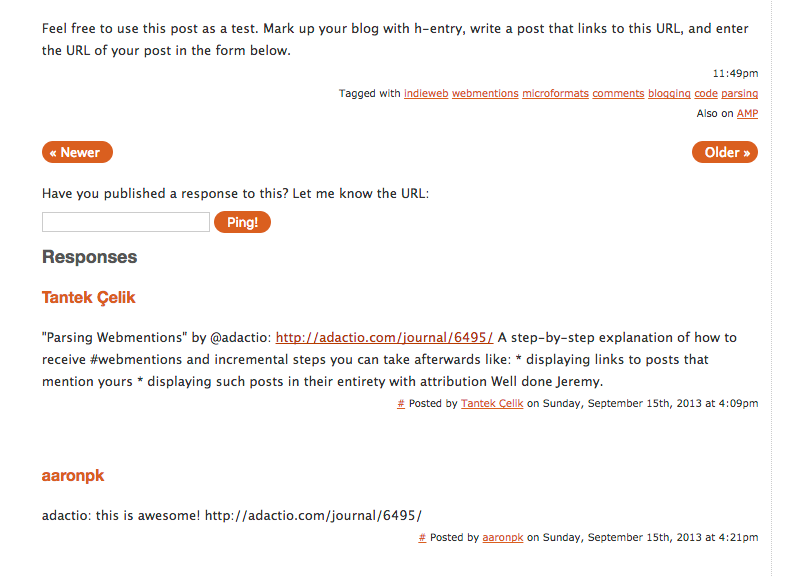 Feel free to use this post as a test. Mark up your blog with h-entry, write a post that links to this URL, and enter
the URL of your post in the form below.
11:49pm
Tagged with indieweb webmentions microformats comments blogging code parsing
Also on AMP
« Newer
Older »
Have you published a response to this? Let me know the URL:
Ping!
Responses
Tantek Çelik
"Parsing Webmentions" by @adactio: http://adactio.com/journal/6495/ A step-by-step explanation of how to
receive #webmentions and incremental steps you can take afterwards like: * displaying links to posts that
mention yours * displaying such posts in their entirety with attribution Well done Jeremy.
# Posted by Tantek Çelik on Sunday, September 15th, 2013 at 4:09pm
aaronpk
adactio: this is awesome! http://adactio.com/journal/6495/
# Posted by aaronpk on Sunday, September 15th, 2013 at 4:21pm